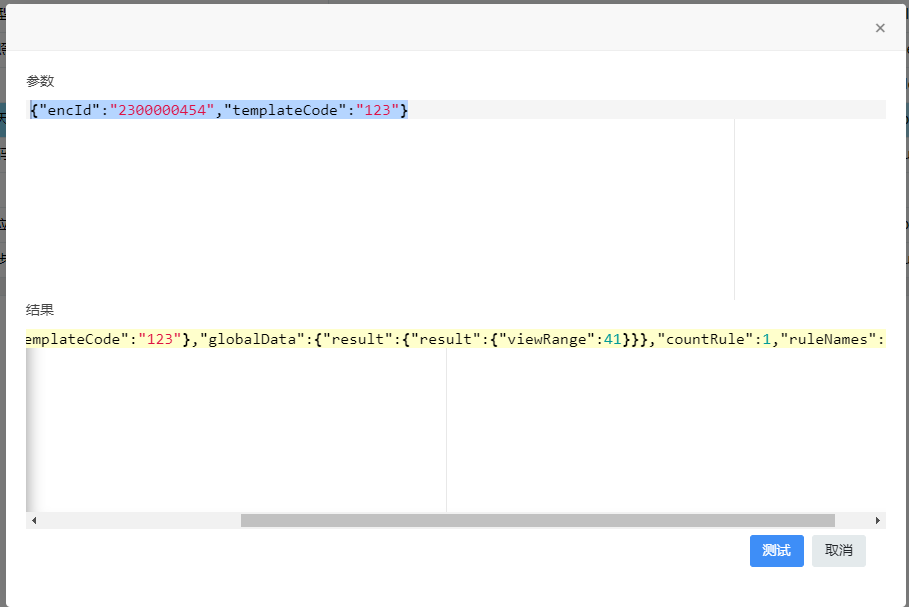 ×
参数
{"encId":"2300000454","templateCode":"123"}
结果
emplateCode":"123"},"globalData":{"result":{"result":{"viewRange":41}}},"countRule":1,"ruleNames":
测试 取消